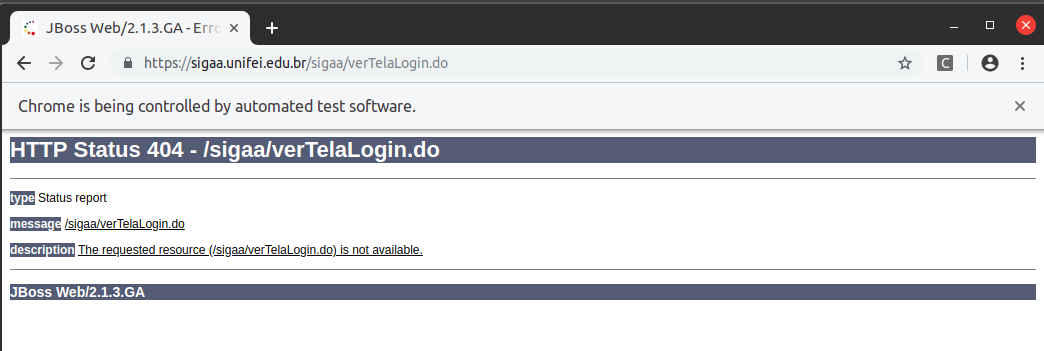 JBoss Web/2.1.3.GA - Erro
https://sigaa.unifei.edu.br/sigaa/verTelaLogin.do
C
Chrome is being controlled by automated test software.
HTTP Status 404 - /sigaa/verTelaLogin.do
type Status report
message /sigaa/verTelaLogin.do
description The requested resource (/sigaa/verTelaLogin.do) is not available.
JBoss Web/2.1.3.GA